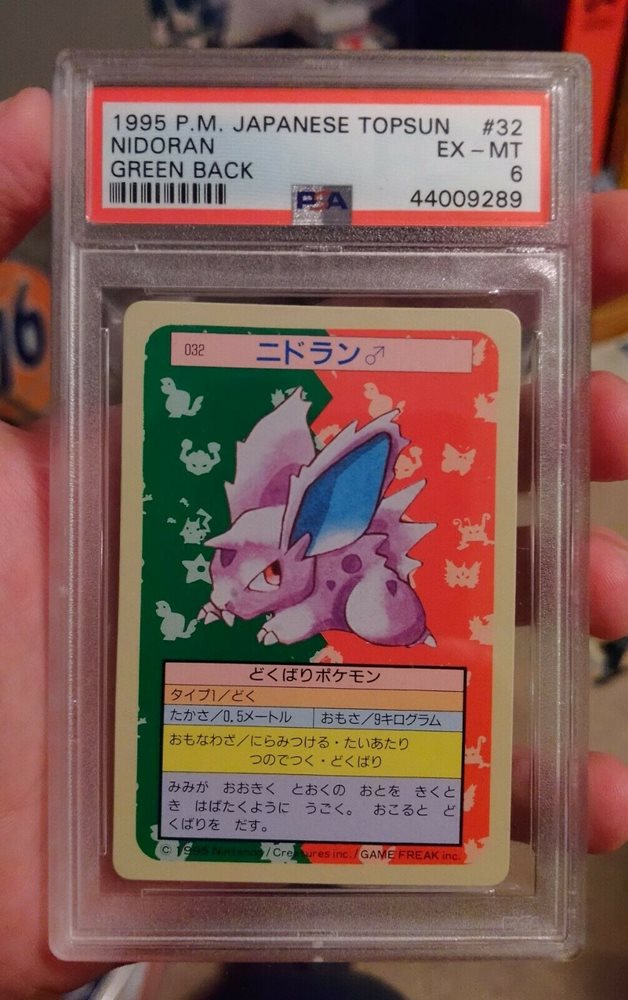 1995 P.M. JAPANESE TOPSUN #32
NIDORAN EX - MT
GREEN BACK 6
PSA 44009289
032 ニドラン♂
どくばりポケモン
タイプ1/どく
たかさ/0.5メートル おもさ/9キログラム
おもなわざ/にらみつける・たいあたり
つのでつく・どくばり
みみが おおきく とおくの おとを きくと
き はばたくように うごく。 おこると ど
くばりを だす。
© 1995 Nintendo/Creatures inc./GAME FREAK inc.